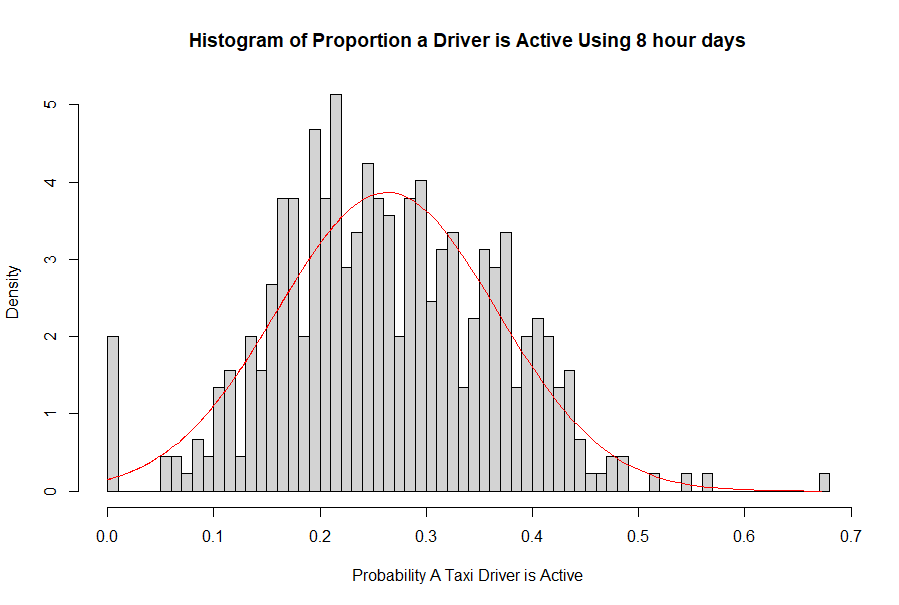 Histogram of Proportion a Driver is Active Using 8 hour days
5
4
3
2
1
0
Density
0.0 0.1 0.2 0.3 0.4 0.5 0.6 0.7
Probability A Taxi Driver is Active